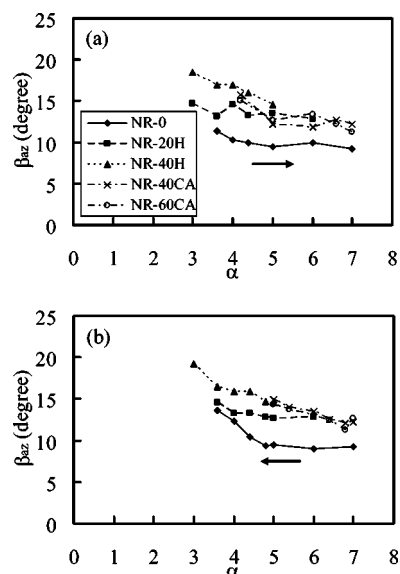 (a)
25
20
15
10
5
0
β az (degree)
NR-0
NR-20H
NR-40H
NR-40CA
NR-60CA
0 1 2 3 4 5 6 7 8
α
(b)
25
20
15
10
5
0
β az (degree)
0 1 2 3 4 5 6 7 8
α